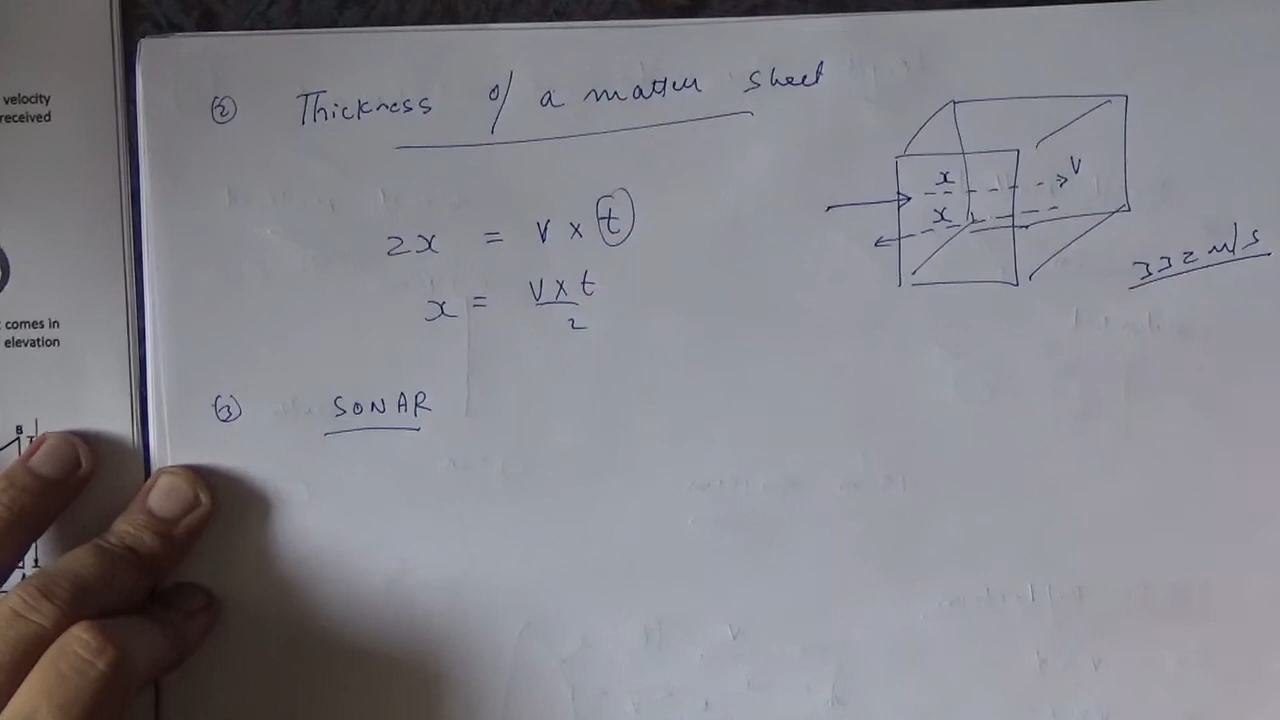 velocity
received
comes in
elevation
B
(2) Thickness of a matter sheet
x
V
x
332 m/s
2x = V x t
x = V x t
2
(3) SONAR